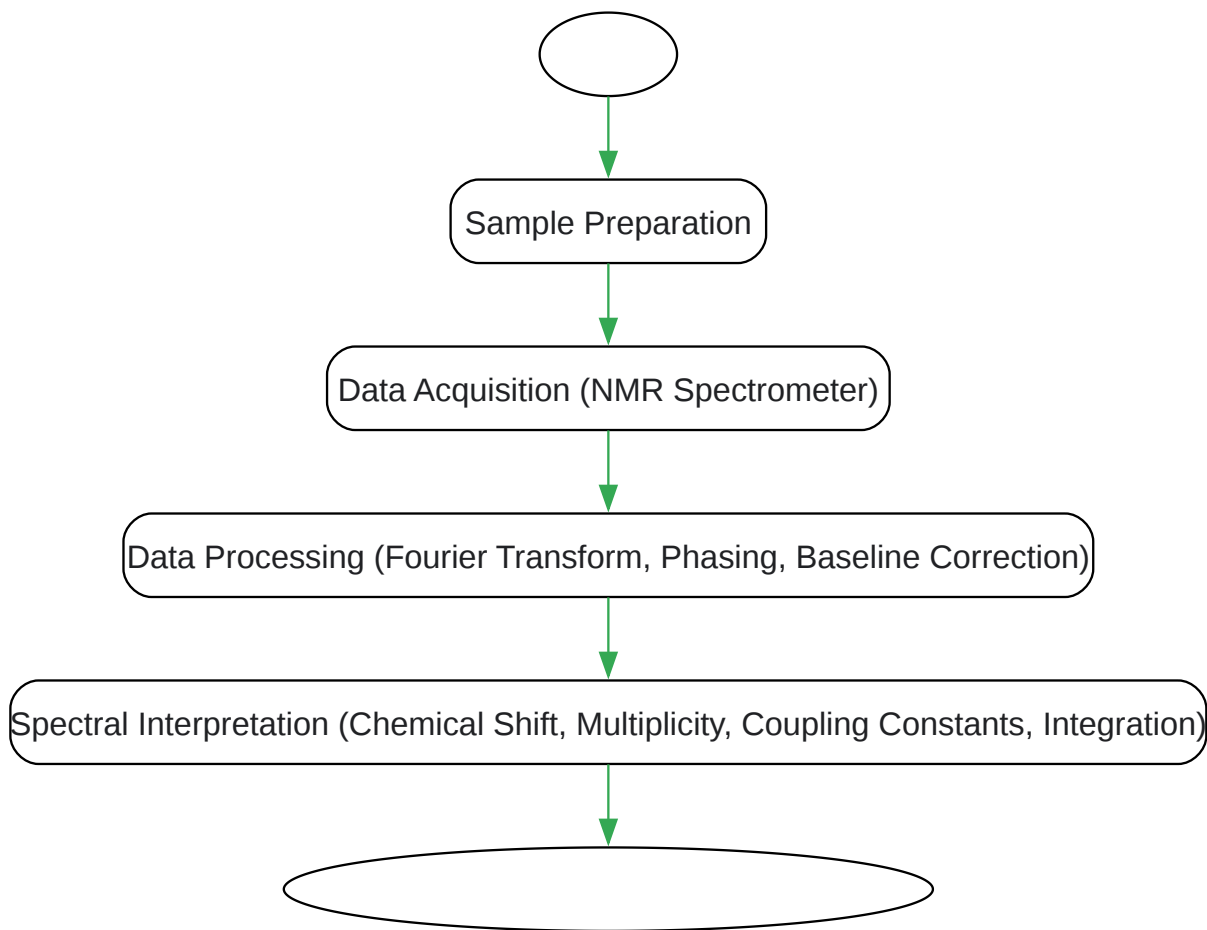 Sample Preparation
Data Acquisition (NMR Spectrometer)
Data Processing (Fourier Transform, Phasing, Baseline Correction)
Spectral Interpretation (Chemical Shift, Multiplicity, Coupling Constants, Integration)